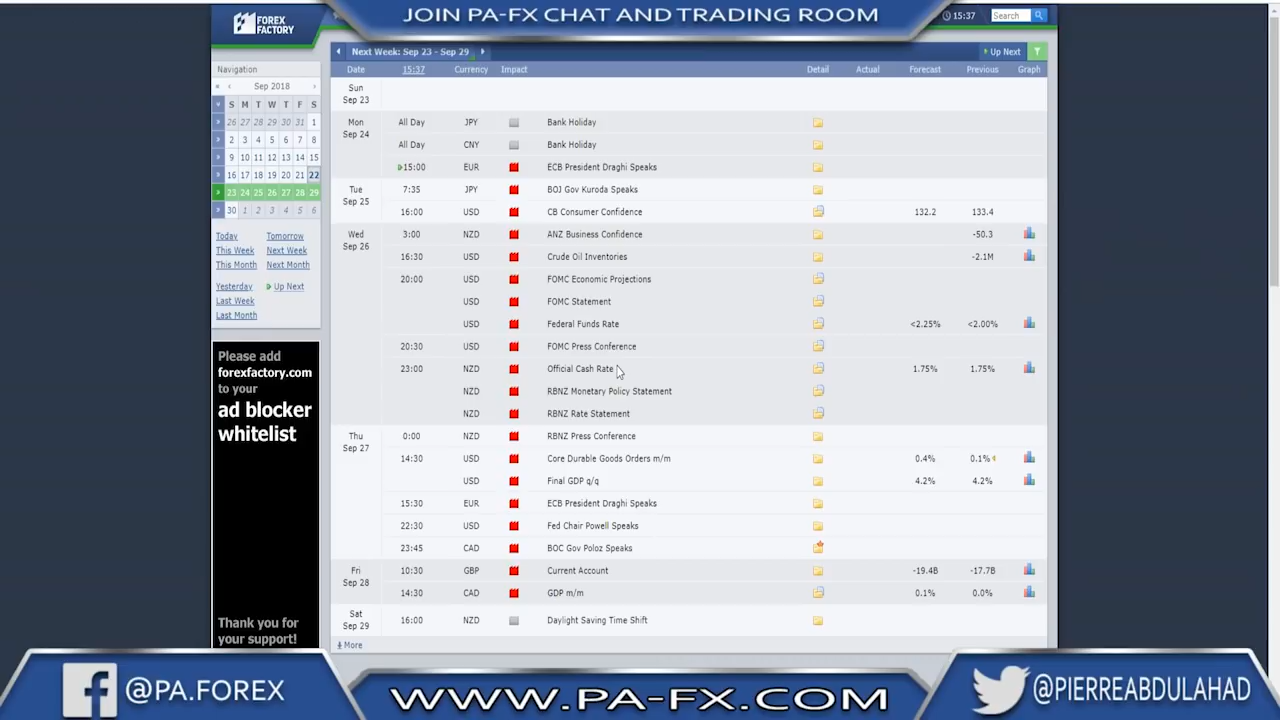 JOIN PA-FX CHAT AND TRADING ROOM
FOREX
FACTORY
15:37
Search
Next Week: Sep 23 - Sep 29
Up Next
Navigation
Sep 2018
S M T W T F S
26 27 28 29 30 31 1
2 3 4 5 6 7 8
9 10 11 12 13 14 15
16 17 18 19 20 21 22
23 24 25 26 27 28 29
30 1 2 3 4 5 6
Today Tomorrow
This Week Next Week
This Month Next Month
Yesterday Up Next
Last Week
Last Month
Please add
forexfactory.com
to your
ad blocker
whitelist
Thank you for
your support!
Date 15:37 Currency Impact Detail Actual Forecast Previous Graph
Sun
Sep 23
Mon
Sep 24
All Day JPY Bank Holiday
All Day CNY Bank Holiday
15:00 EUR ECB President Draghi Speaks
Tue
Sep 25
7:35 JPY BOJ Gov Kuroda Speaks
16:00 USD CB Consumer Confidence 132.2 133.4
Wed
Sep 26
3:00 NZD ANZ Business Confidence -50.3
16:30 USD Crude Oil Inventories -2.1M
20:00 USD FOMC Economic Projections
USD FOMC Statement
USD Federal Funds Rate <2.25% <2.00%
20:30 USD FOMC Press Conference
23:00 NZD Official Cash Rate 1.75% 1.75%
NZD RBNZ Monetary Policy Statement
NZD RBNZ Rate Statement
Thu
Sep 27
0:00 NZD RBNZ Press Conference
14:30 USD Core Durable Goods Orders m/m 0.4% 0.1%
USD Final GDP q/q 4.2% 4.2%
15:30 EUR ECB President Draghi Speaks
22:30 USD Fed Chair Powell Speaks
23:45 CAD BOC Gov Poloz Speaks
Fri
Sep 28
10:30 GBP Current Account -19.4B -17.7B
14:30 CAD GDP m/m 0.1% 0.0%
Sat
Sep 29
16:00 NZD Daylight Saving Time Shift
More
@PA.FOREX
WWW.PA-FX.COM
@PIERREABDULAHAD